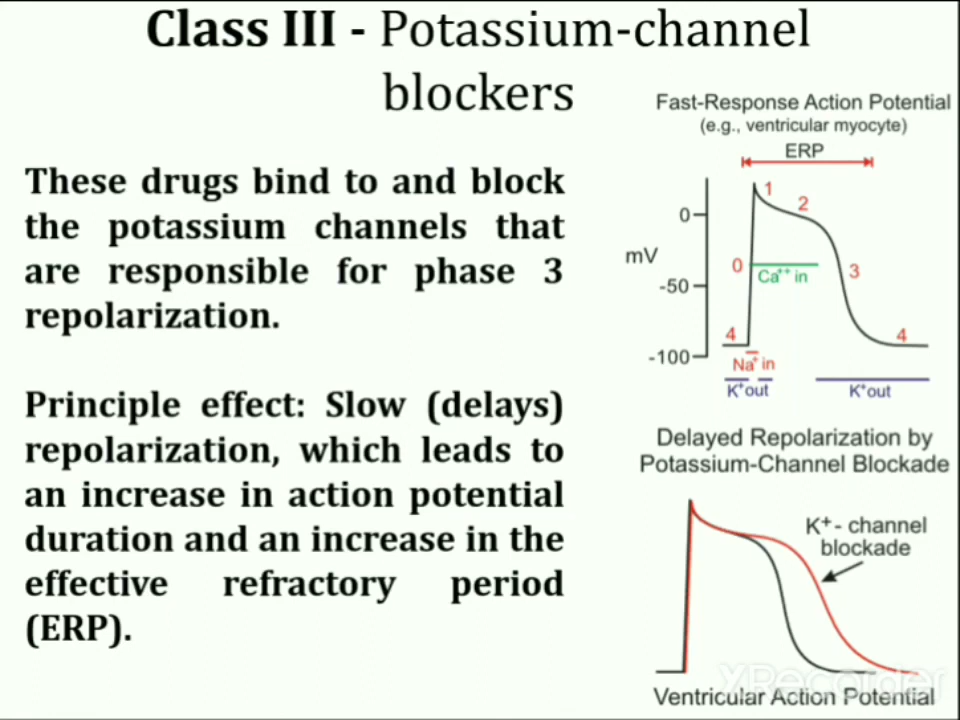 Class III - Potassium-channel
blockers
These drugs bind to and block
the potassium channels that
are responsible for phase 3
repolarization.
Principle effect: Slow (delays)
repolarization, which leads to
an increase in action potential
duration and an increase in the
effective refractory period
(ERP).
Fast-Response Action Potential
(e.g., ventricular myocyte)
ERP
1
2
0
mV
0
Ca++ in
3
-50
4
4
-100
Na+ in
K+out
K+out
Delayed Repolarization by
Potassium-Channel Blockade
K+ - channel
blockade
XRecorder
Ventricular Action Potential